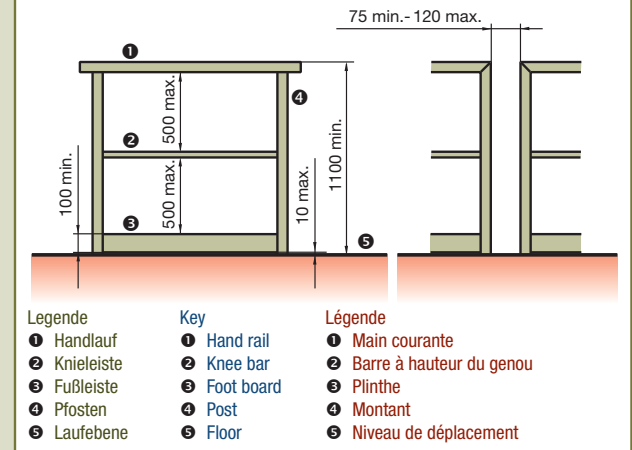 75 min.- 120 max.
❶
❹
500 max.
❷
1100 min.
100 min.
500 max.
10 max.
❸
❺
Legende
❶ Handlauf
❷ Knieleiste
❸ Fußleiste
❹ Pfosten
❺ Laufebene
Key
❶ Hand rail
❷ Knee bar
❸ Foot board
❹ Post
❺ Floor
Légende
❶ Main courante
❷ Barre à hauteur du genou
❸ Plinthe
❹ Montant
❺ Niveau de déplacement